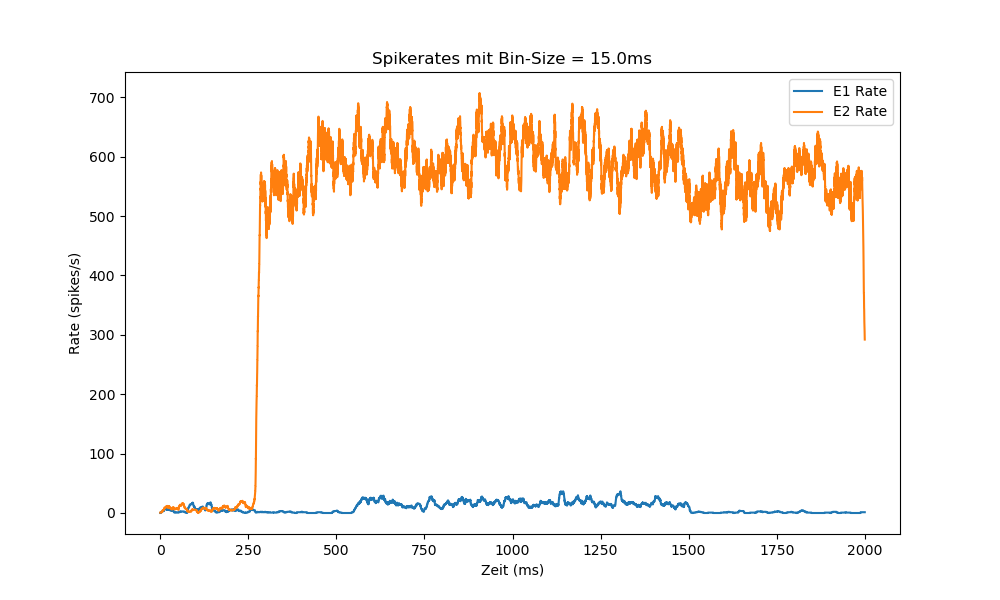 Spikerates mit Bin-Size = 15.0ms
E1 Rate
E2 Rate
700
600
500
400
300
200
100
0
Rate (spikes/s)
0 250 500 750 1000 1250 1500 1750 2000
Zeit (ms)